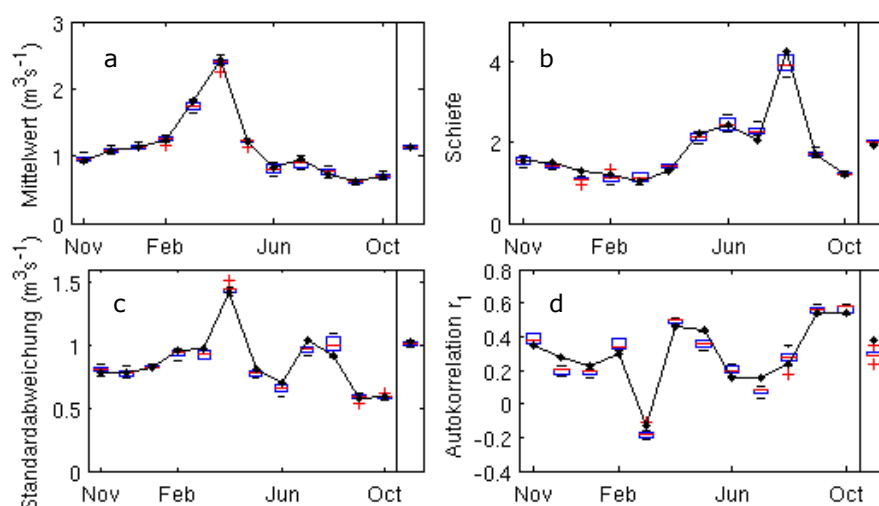 a
Mittelwert (m³s⁻¹)
3
2
1
0
Nov Feb Jun Oct
b
Schiefe
4
2
0
Nov Feb Jun Oct
c
Standardabweichung (m³s⁻¹)
1.5
1
0.5
0
Nov Feb Jun Oct
d
Autokorrelation r₁
0.8
0.6
0.4
0.2
0
-0.2
-0.4
Nov Feb Jun Oct